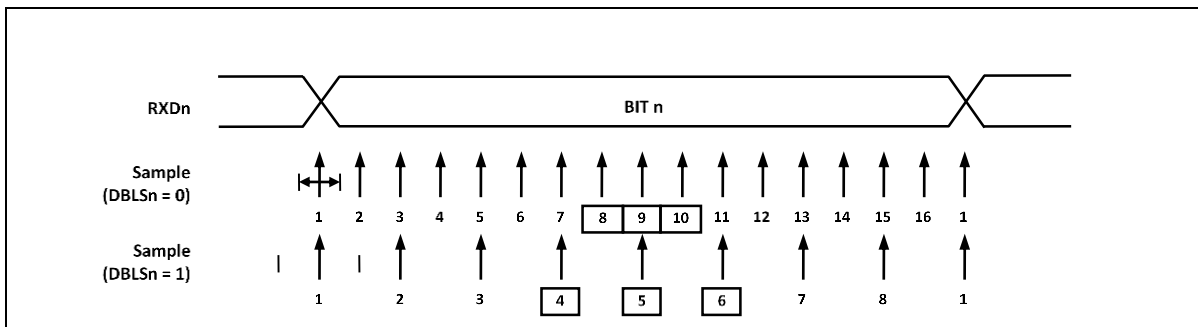 RXDn
BIT n
Sample
(DBLSn = 0)
1 2 3 4 5 6 7 8 9 10 11 12 13 14 15 16 1
Sample
(DBLSn = 1)
1 2 3 4 5 6 7 8 1